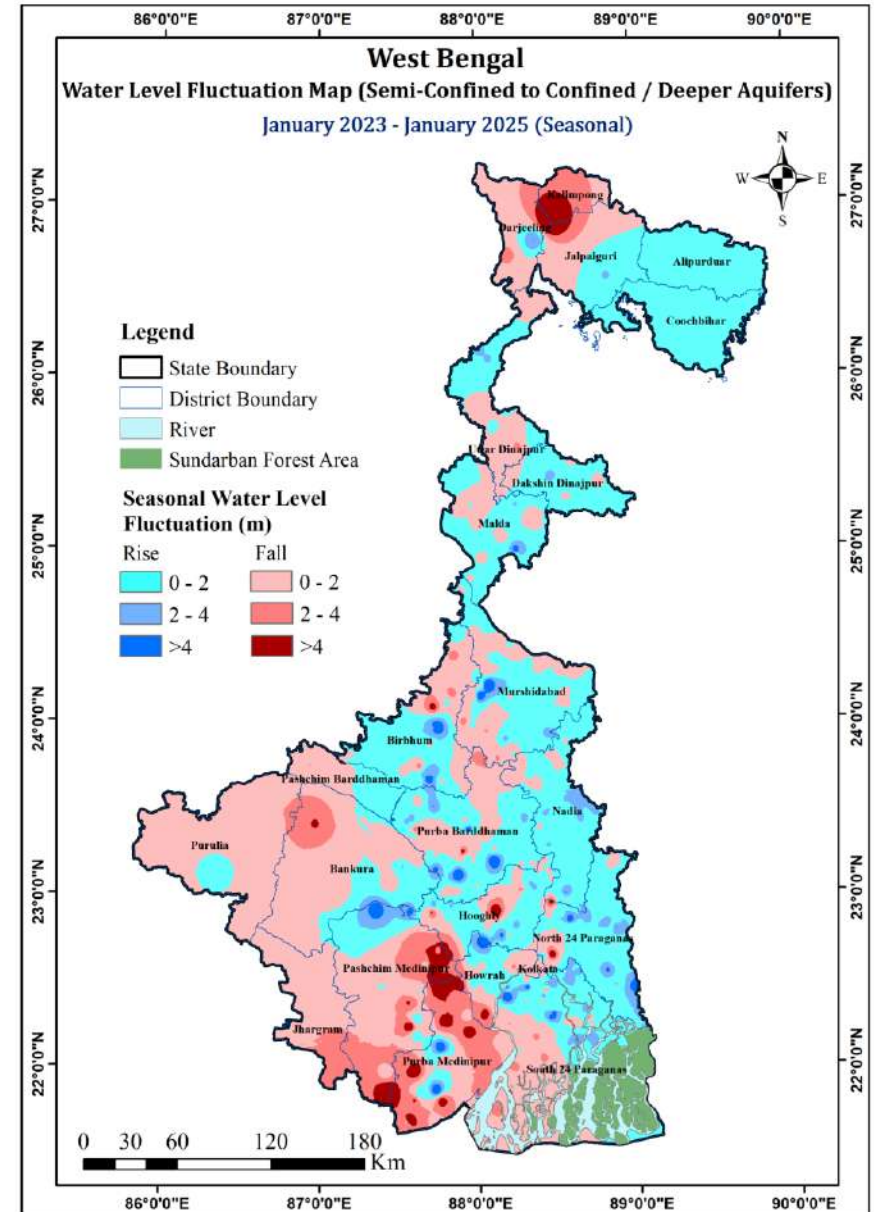 86°0'0"E 87°0'0"E 88°0'0"E 89°0'0"E 90°0'0"E
West Bengal
Water Level Fluctuation Map (Semi-Confined to Confined / Deeper Aquifers)
January 2023 - January 2025 (Seasonal)
N
W E
S
27°0'0"N 27°0'0"N
Kalimpong
Darjeeling
Jalpaiguri
Alipurduar
Coochbihar
Legend
State Boundary
District Boundary
River
Sundarban Forest Area
26°0'0"N 26°0'0"N
Uttar Dinajpur
Dakshin Dinajpur
Malda
Seasonal Water Level
Fluctuation (m)
Rise Fall
0 - 2 0 - 2
2 - 4 2 - 4
>4 >4
25°0'0"N 25°0'0"N
Murshidabad
24°0'0"N 24°0'0"N
Birbhum
Pashchim Barddhaman
Nadia
Purba Barddhaman
Purulia
Bankura
23°0'0"N 23°0'0"N
Hooghly
North 24 Paraganas
Pashchim Medinipur
Howrah
Kolkata
Jhargram
22°0'0"N 22°0'0"N
Purba Medinipur
South 24 Paraganas
0 30 60 120 180
Km
86°0'0"E 87°0'0"E 88°0'0"E 89°0'0"E 90°0'0"E